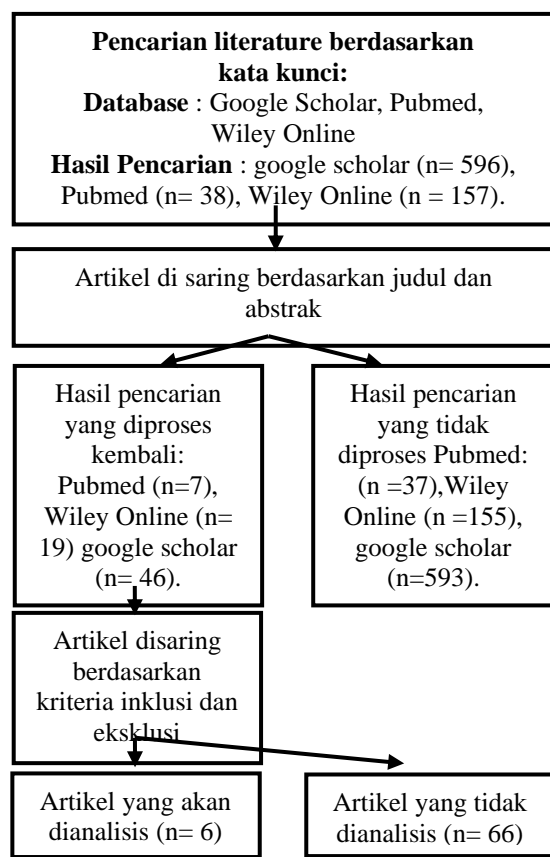 Pencarian literature berdasarkan
kata kunci:
Database : Google Scholar, Pubmed,
Wiley Online
Hasil Pencarian : google scholar (n= 596),
Pubmed (n= 38), Wiley Online (n = 157).
Artikel di saring berdasarkan judul dan
abstrak
Hasil pencarian
yang diproses
kembali:
Pubmed (n=7),
Wiley Online (n=
19) google scholar
(n= 46).
Hasil pencarian
yang tidak
diproses Pubmed:
(n =37),Wiley
Online (n =155),
google scholar
(n=593).
Artikel disaring
berdasarkan
kriteria inklusi dan
eksklusi
Artikel yang akan
dianalisis (n= 6)
Artikel yang tidak
dianalisis (n= 66)